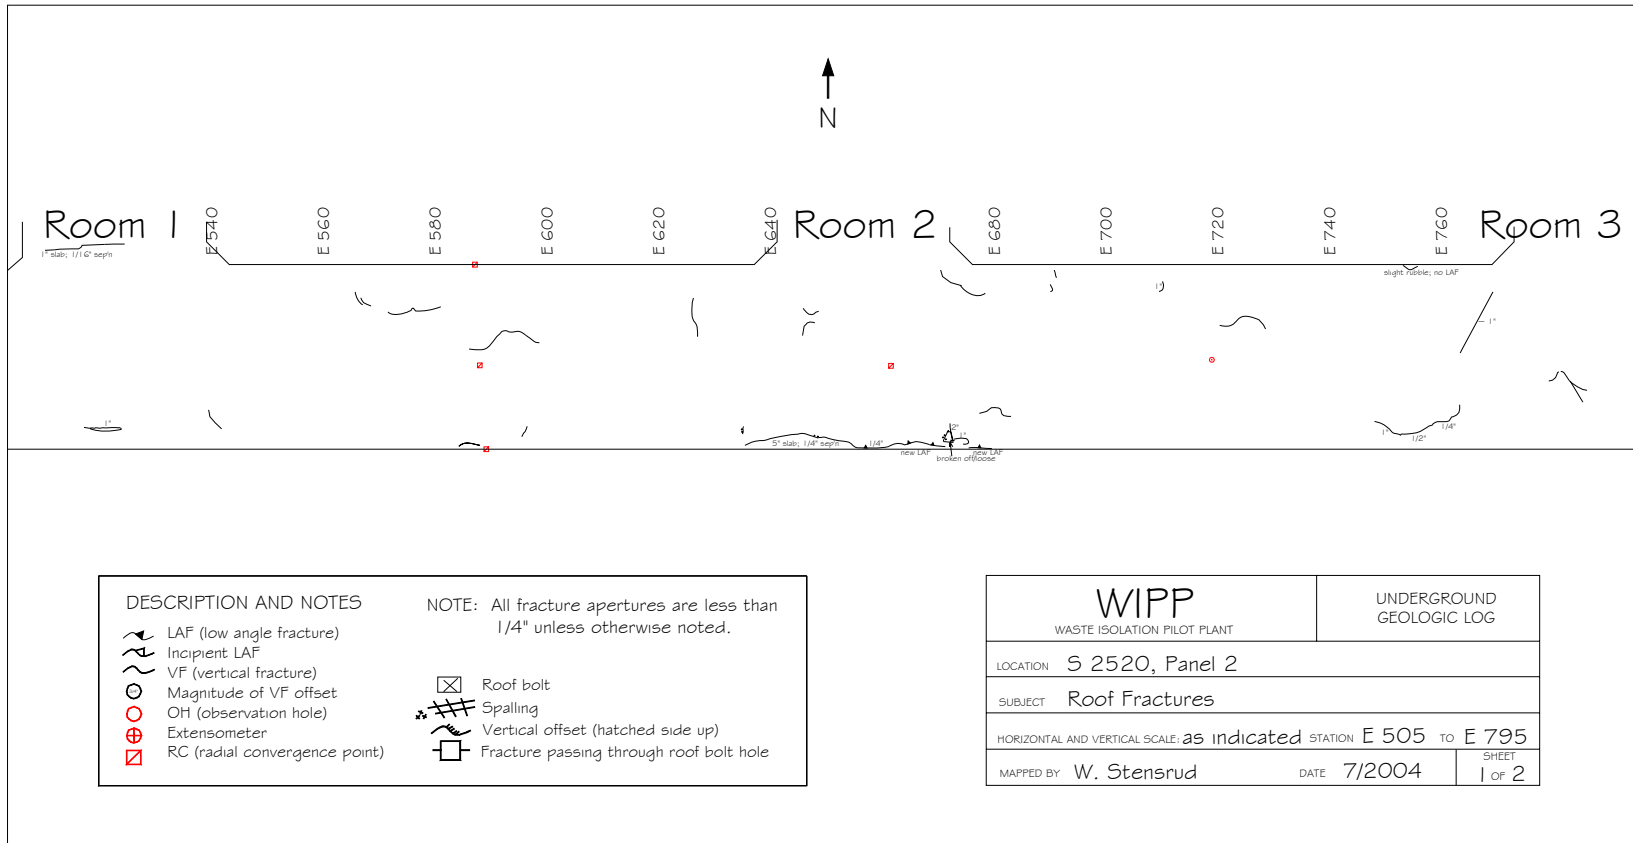 N
Room 1
E 540
E 560
E 580
E 600
E 620
E 640
Room 2
E 680
E 700
E 720
E 740
E 760
Room 3
1" slab; 1/16" sep'n
slight rubble; no LAF
1"
1"
1"
5" slab; 1/4" sep'n
1/4"
new LAF
2"
1"
broken off/loose
new LAF
1"
1/2"
1/4"
DESCRIPTION AND NOTES
LAF (low angle fracture)
Incipient LAF
VF (vertical fracture)
Magnitude of VF offset
OH (observation hole)
Extensometer
RC (radial convergence point)
NOTE: All fracture apertures are less than
1/4" unless otherwise noted.
Roof bolt
Spalling
Vertical offset (hatched side up)
Fracture passing through roof bolt hole
WIPP
WASTE ISOLATION PILOT PLANT
UNDERGROUND
GEOLOGIC LOG
LOCATION S 2520, Panel 2
SUBJECT Roof Fractures
HORIZONTAL AND VERTICAL SCALE: as indicated STATION E 505 TO E 795
MAPPED BY W. Stensrud DATE 7/2004
SHEET
1 OF 2